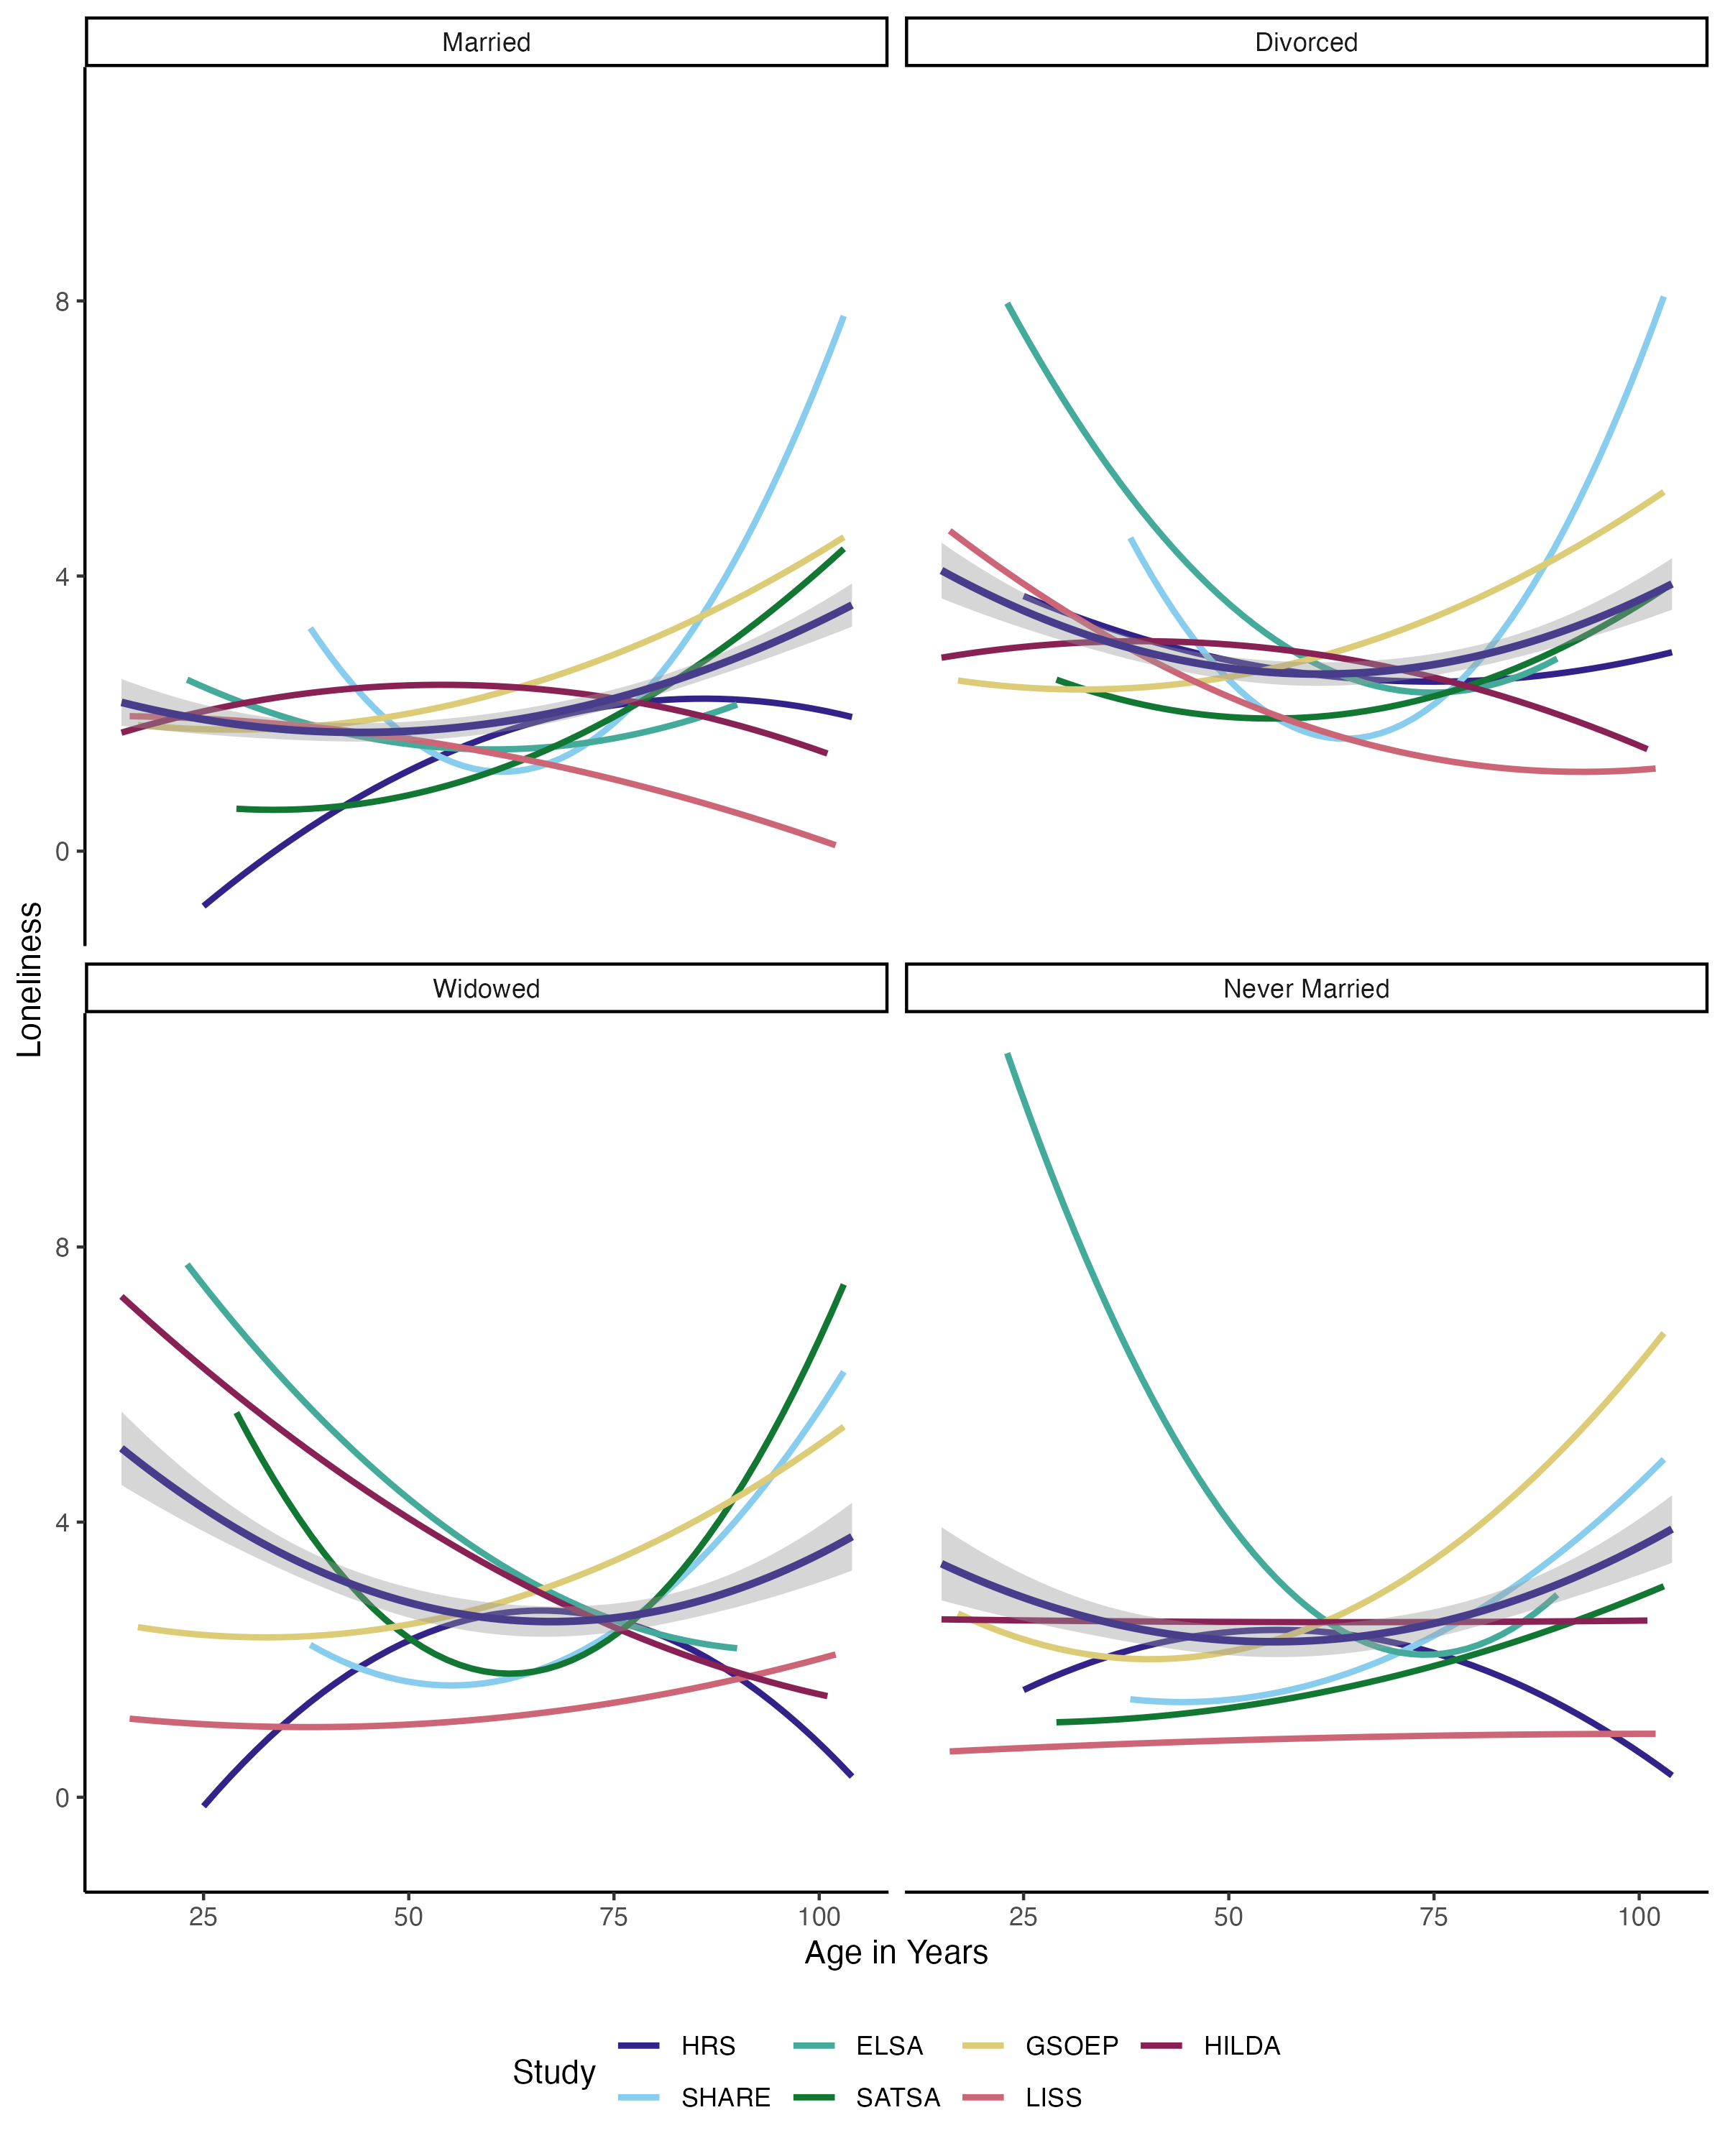 Married
Divorced
8
4
0
Loneliness
Widowed
Never Married
8
4
0
25 50 75 100
25 50 75 100
Age in Years
Study
HRS ELSA GSOEP HILDA
SHARE SATSA LISS